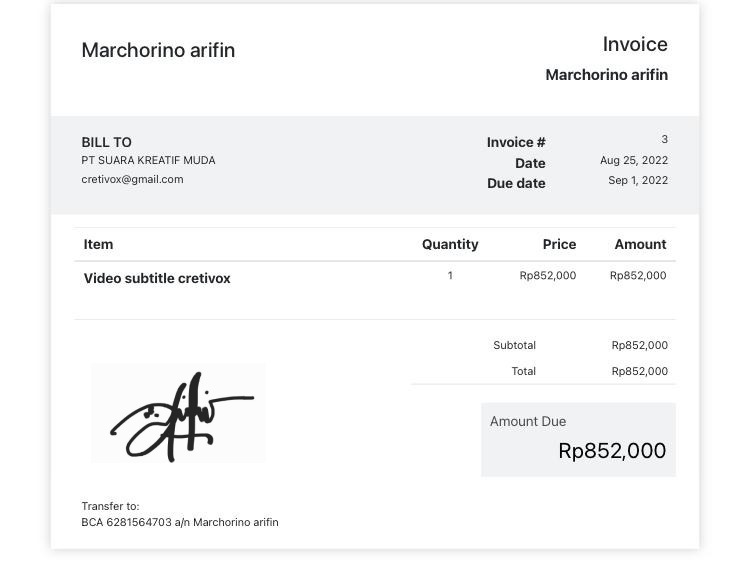 Marchorino arifin
Invoice
Marchorino arifin
BILL TO
PT SUARA KREATIF MUDA
cretivox@gmail.com
Invoice # 3
Date Aug 25, 2022
Due date Sep 1, 2022
Item Quantity Price Amount
Video subtitle cretivox 1 Rp852,000 Rp852,000
Subtotal Rp852,000
Total Rp852,000
Amount Due
Rp852,000
Transfer to:
BCA 6281564703 a/n Marchorino arifin